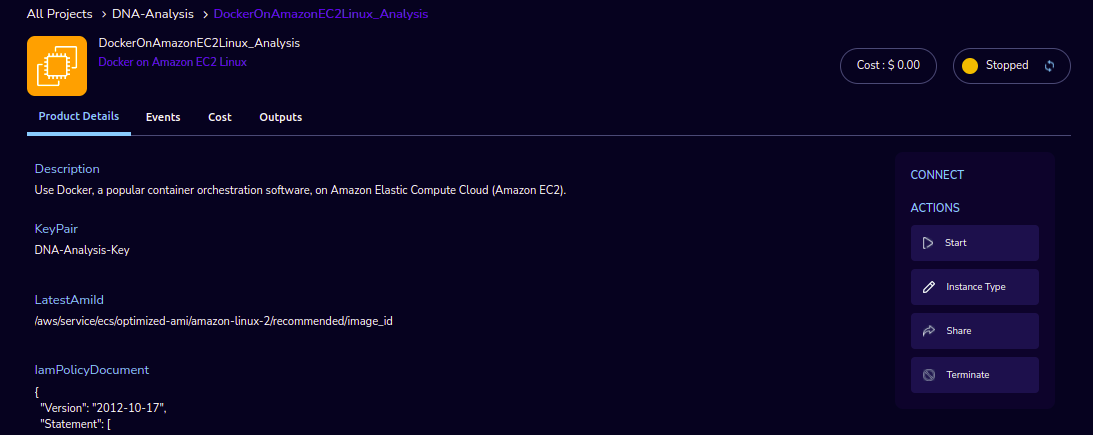 All Projects > DNA-Analysis > DockerOnAmazonEC2Linux_Analysis
DockerOnAmazonEC2Linux_Analysis
Docker on Amazon EC2 Linux
Cost : $ 0.00
Stopped
Product Details
Events
Cost
Outputs
Description
Use Docker, a popular container orchestration software, on Amazon Elastic Compute Cloud (Amazon EC2).
KeyPair
DNA-Analysis-Key
LatestAmiId
/aws/service/ecs/optimized-ami/amazon-linux-2/recommended/image_id
IamPolicyDocument
{
"Version": "2012-10-17",
"Statement": [
CONNECT
ACTIONS
Start
Instance Type
Share
Terminate